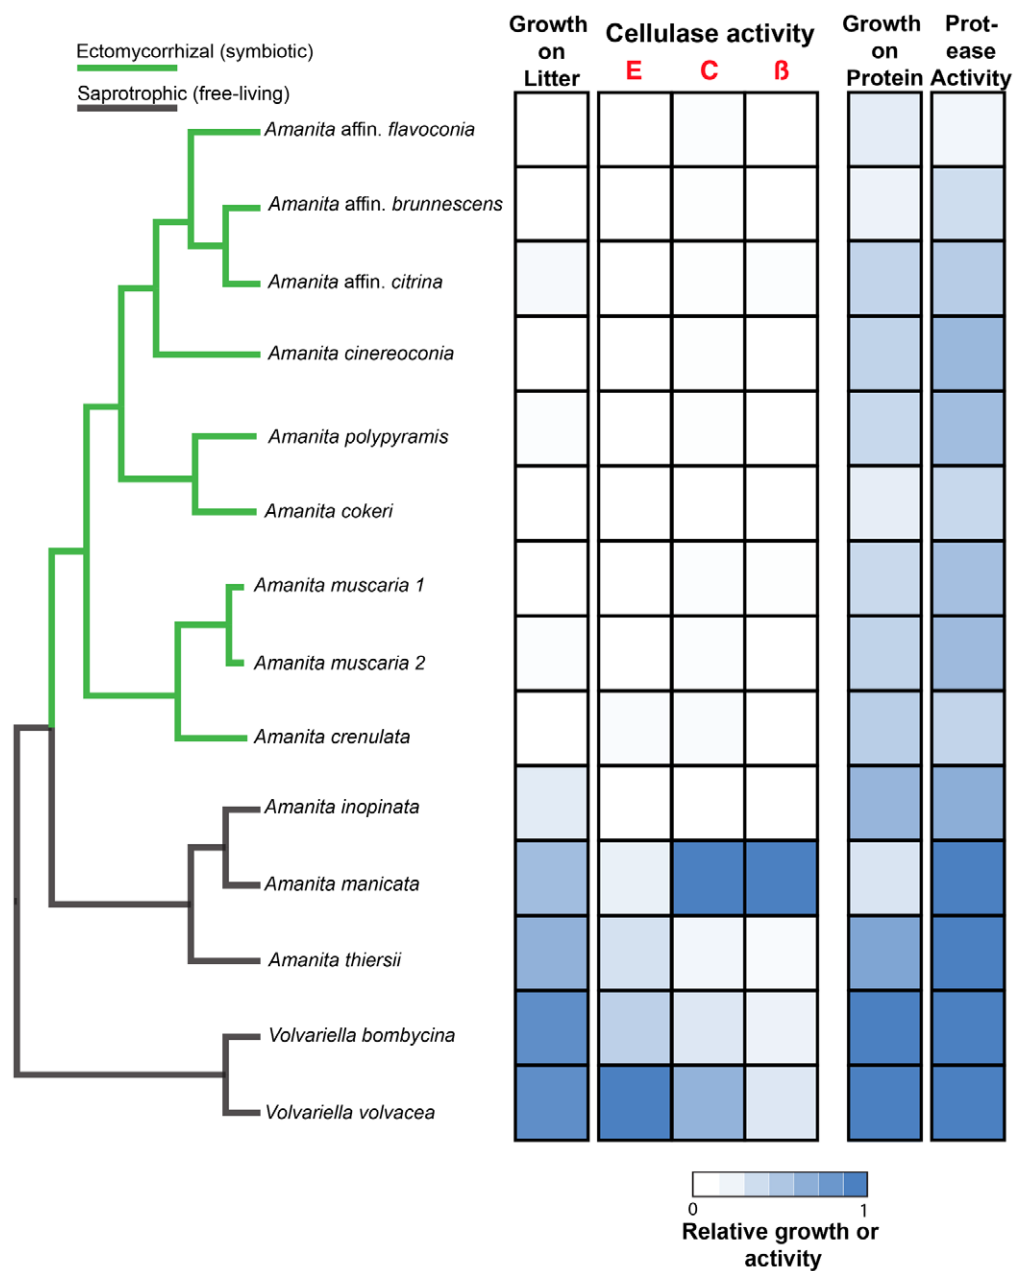 Ectomycorrhizal (symbiotic)
Saprotrophic (free-living)
Growth
on
Litter
Cellulase activity
E C ß
Growth
on
Protein
Prot-
ease
Activity
Amanita affin. flavoconia
Amanita affin. brunnescens
Amanita affin. citrina
Amanita cinereoconia
Amanita polypyramis
Amanita cokeri
Amanita muscaria 1
Amanita muscaria 2
Amanita crenulata
Amanita inopinata
Amanita manicata
Amanita thiersii
Volvariella bombycina
Volvariella volvacea
0 1
Relative growth or
activity